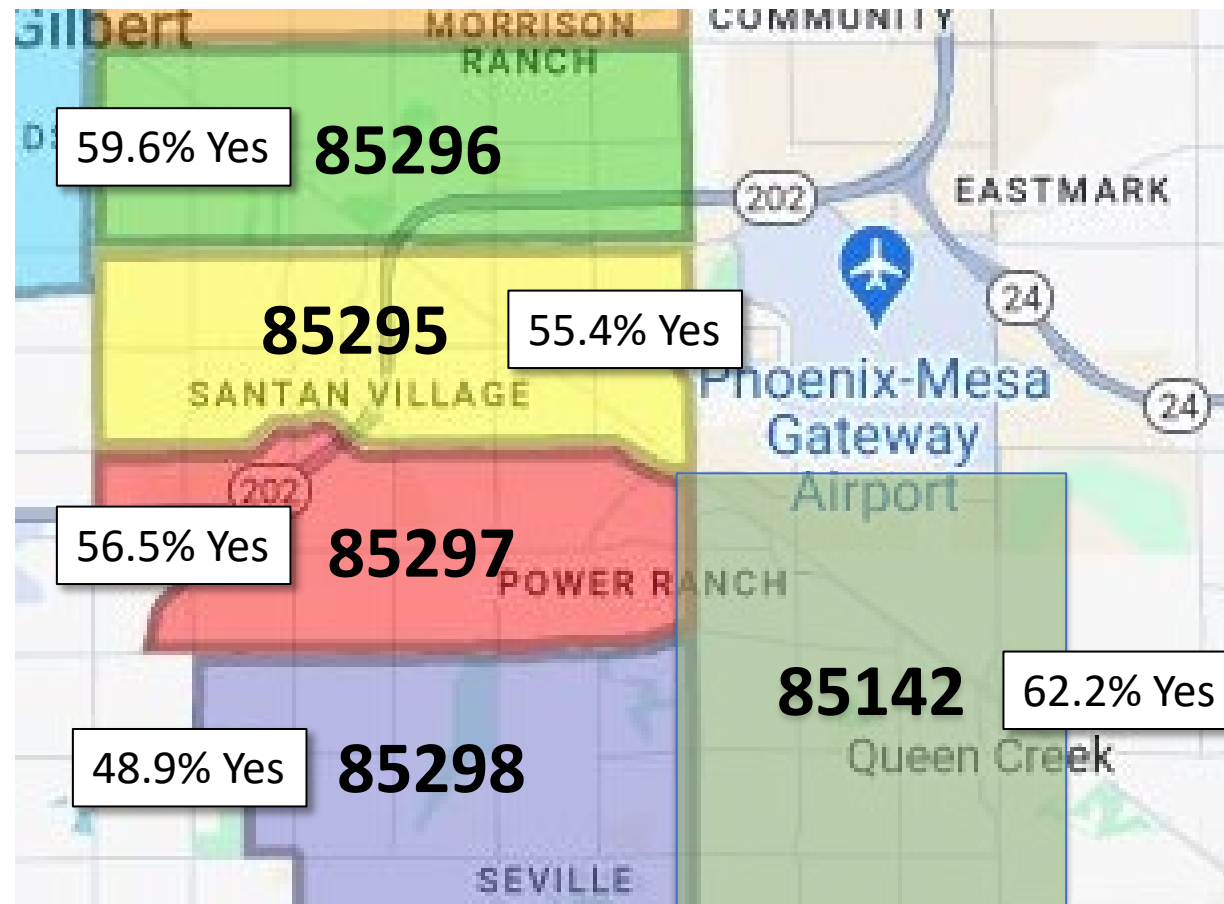 Gilbert
MORRISON
RANCH
COMMUNITY
59.6% Yes
85296
202
EASTMARK
24
85295
55.4% Yes
SANTAN VILLAGE
Phoenix-Mesa
Gateway
Airport
24
202
56.5% Yes
85297
POWER RANCH
85142
62.2% Yes
Queen Creek
48.9% Yes
85298
SEVILLE